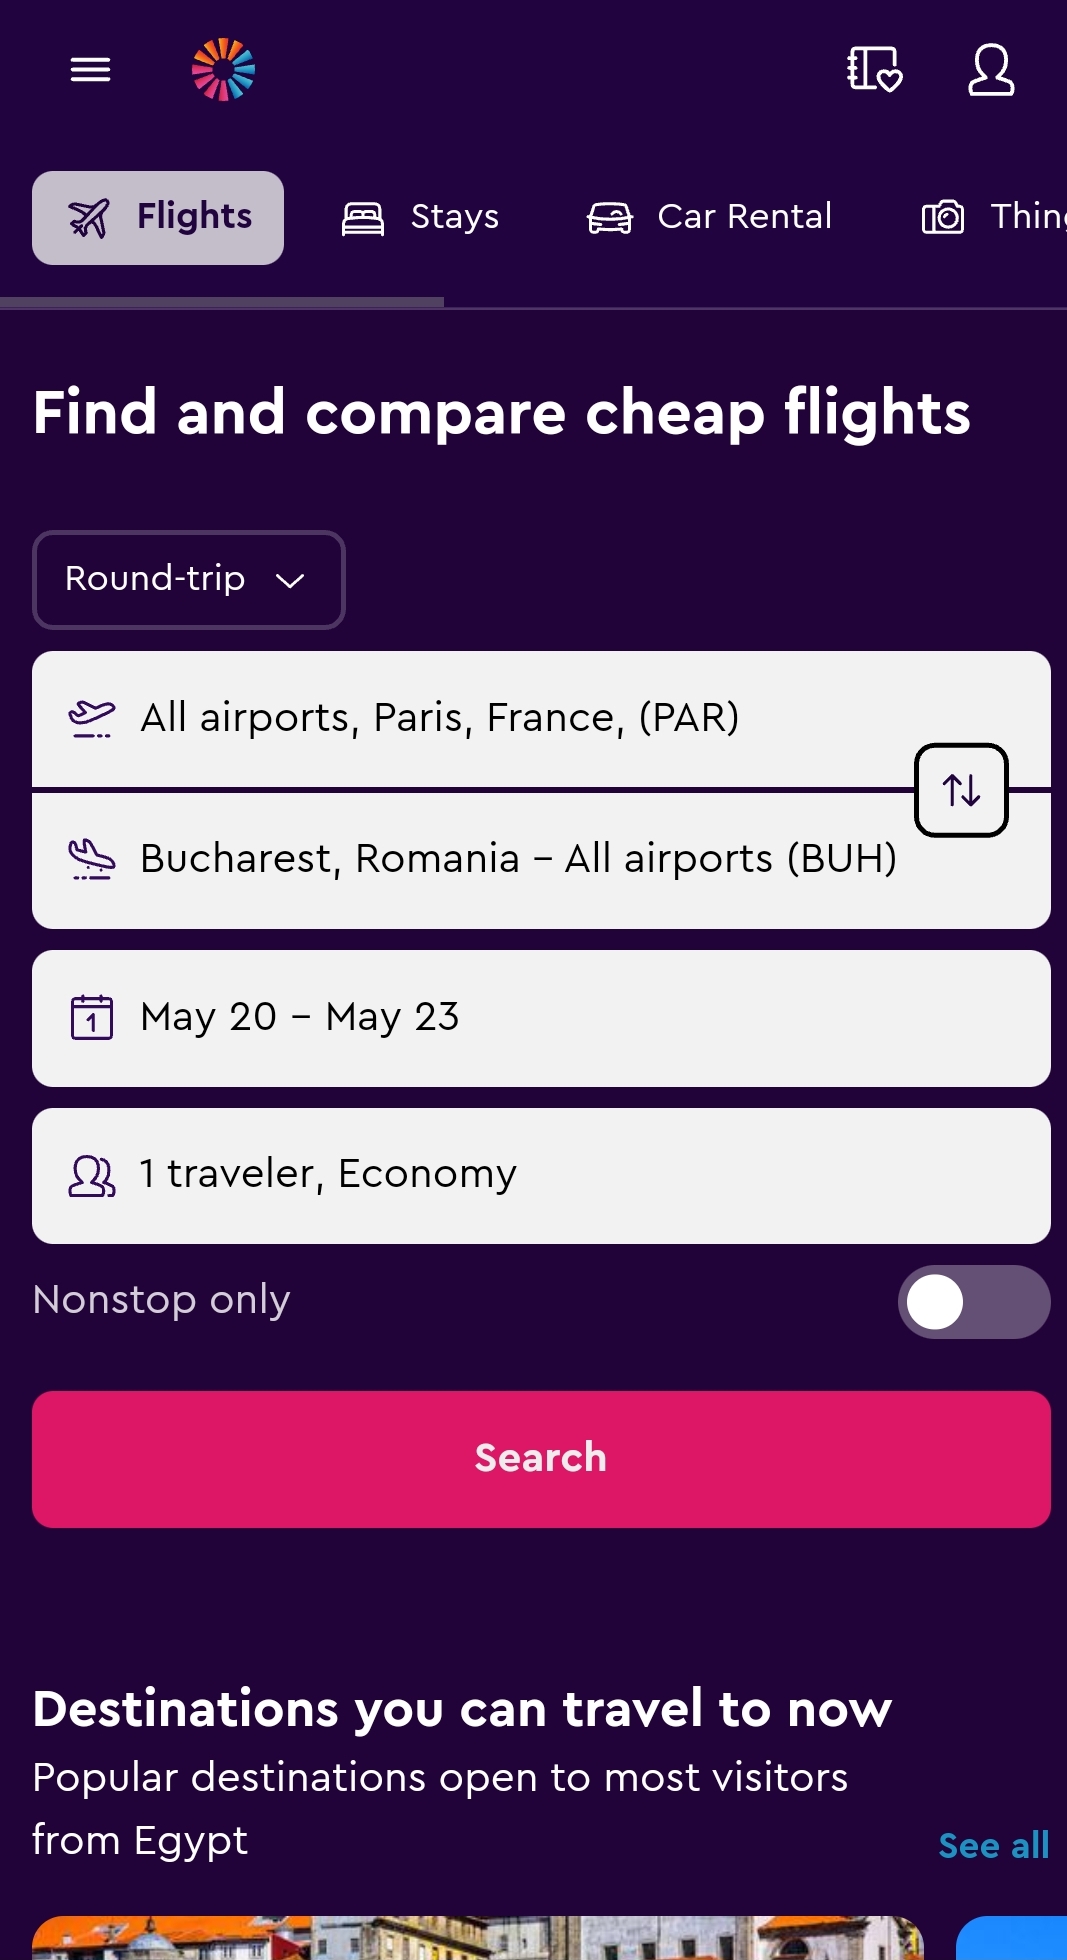 Flights
Stays
Car Rental
Find and compare cheap flights
Round-trip
All airports, Paris, France, (PAR)
Bucharest, Romania – All airports (BUH)
1
May 20 – May 23
1 traveler, Economy
Nonstop only
Search
Destinations you can travel to now
Popular destinations open to most visitors
from Egypt
See all